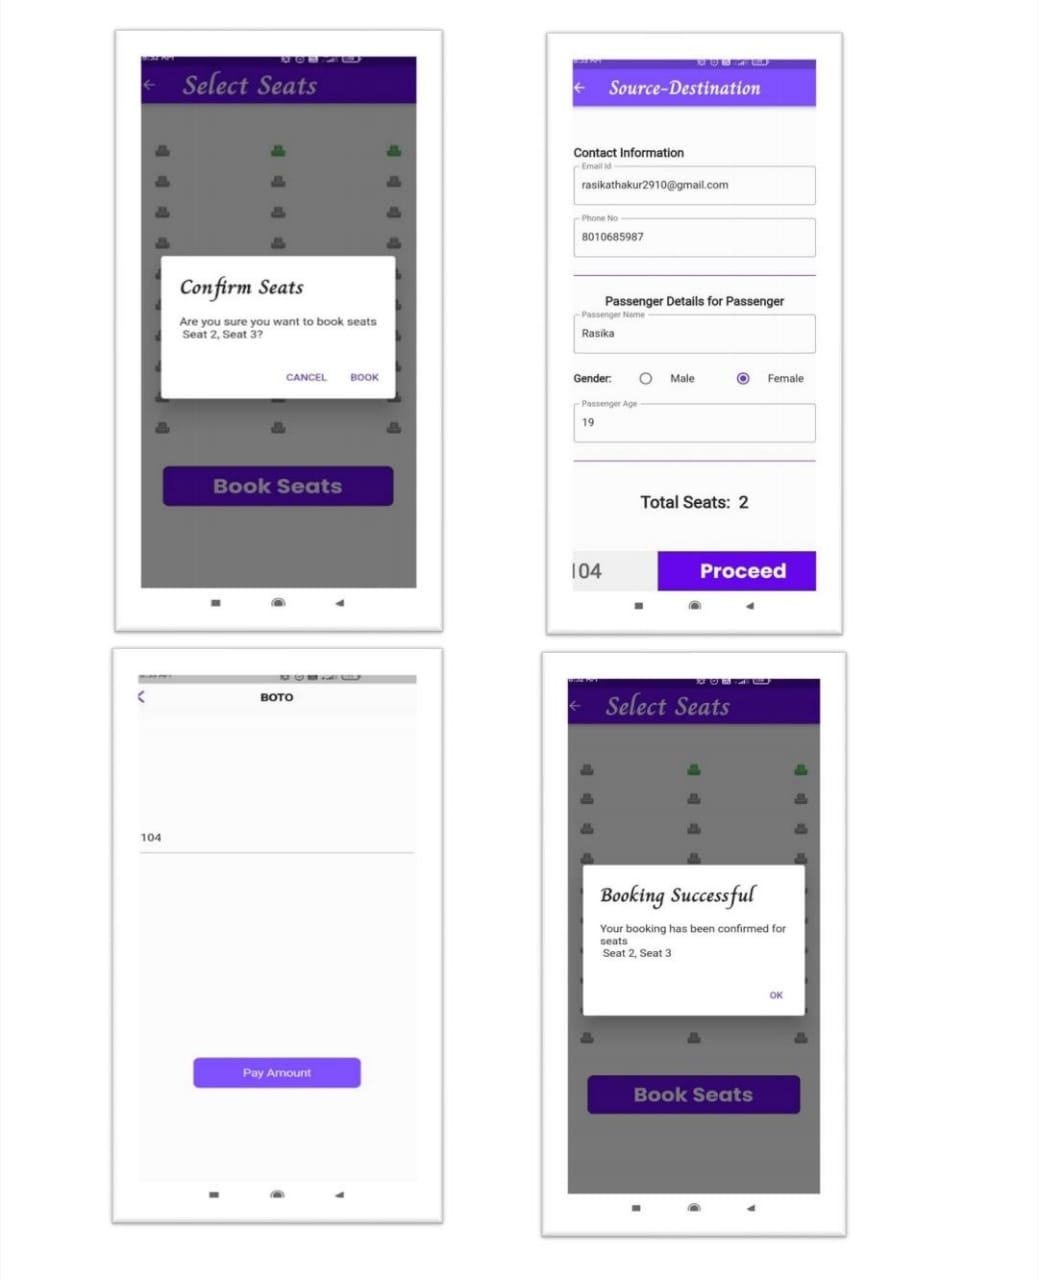 Select Seats
Confirm Seats
Are you sure you want to book seats
Seat 2, Seat 3?
CANCEL BOOK
Book Seats
Source-Destination
Contact Information
Email Id
rasikathakur2910@gmail.com
Phone No
8010685987
Passenger Details for Passenger
Passenger Name
Rasika
Gender: Male Female
Passenger Age
19
Total Seats: 2
104 Proceed
BOTO
104
Pay Amount
Select Seats
Booking Successful
Your booking has been confirmed for
seats
Seat 2, Seat 3
OK
Book Seats